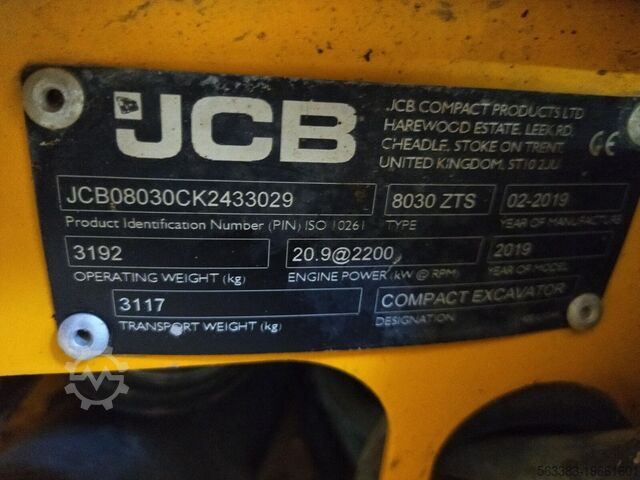 JCB
JCB COMPACT PRODUCTS LTD
HAREWOOD ESTATE, LEEK RD,
CHEADLE, STOKE ON TRENT,
UNITED KINGDOM, ST10 2JU
CE
JCB08030CK2433029
Product Identification Number (PIN) ISO 10261
8030 ZTS
TYPE
02-2019
YEAR OF MANUFACTURE
3192
OPERATING WEIGHT (kg)
20.9@2200
ENGINE POWER (kW @ RPM)
2019
YEAR OF MODEL
3117
TRANSPORT WEIGHT (kg)
COMPACT EXCAVATOR
DESIGNATION
563383-19661601